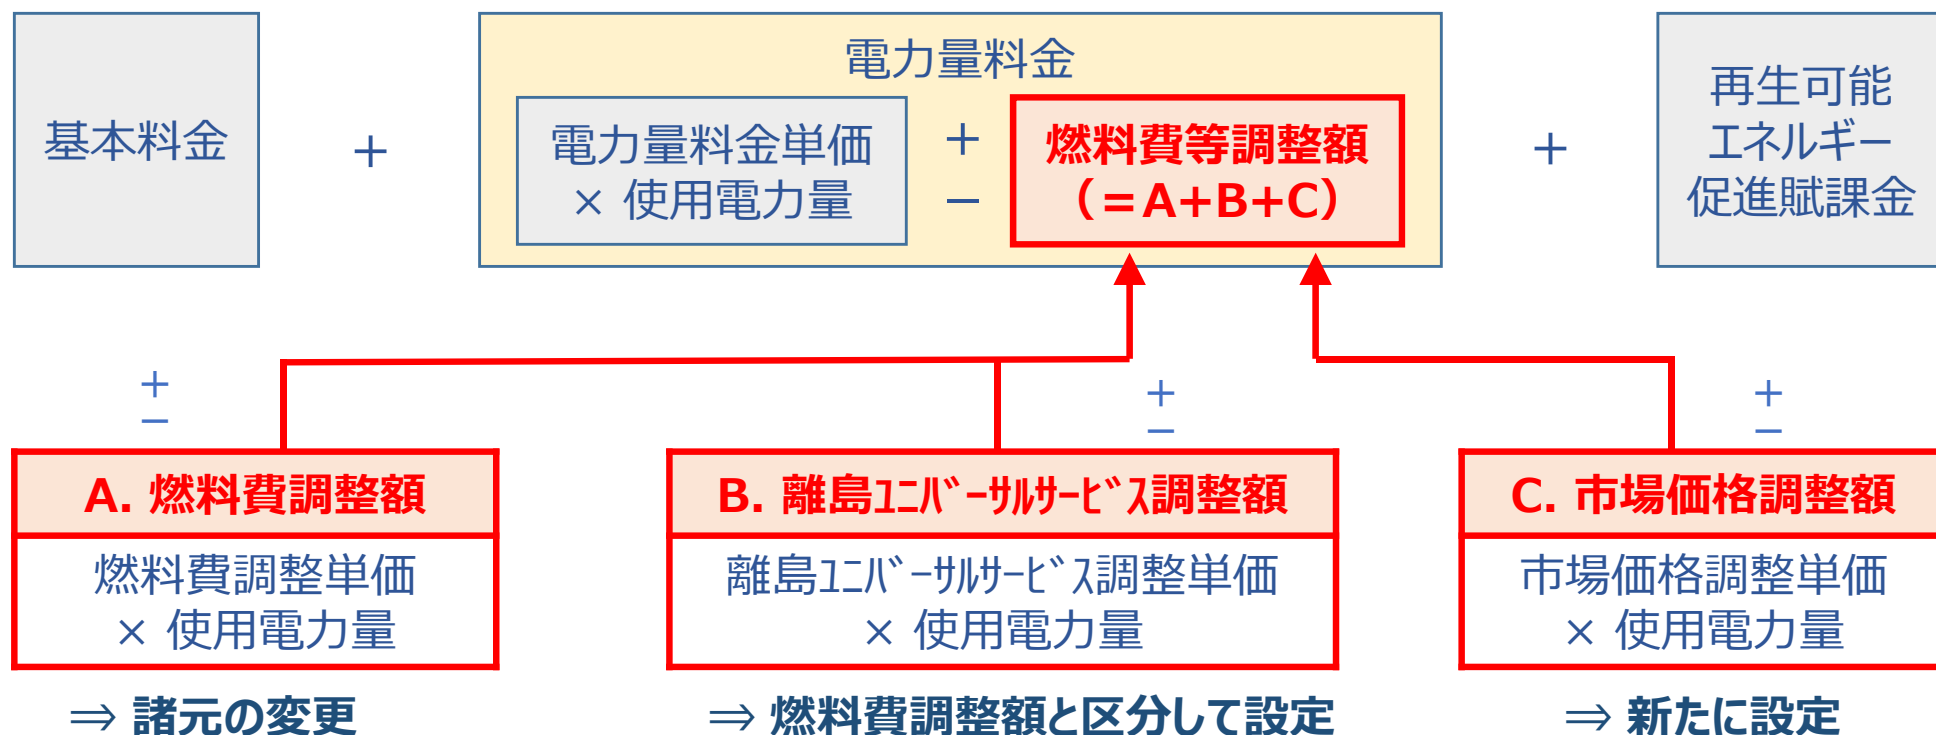 基本料金
+
電力量料金
電力量料金単価
× 使用電力量
+
−
燃料費等調整額
（＝A+B+C）
+
再生可能
エネルギー
促進賦課金
+
−
A. 燃料費調整額
燃料費調整単価
× 使用電力量
⇒ 諸元の変更
+
−
B. 離島ﾕﾆﾊﾞｰｻﾙｻｰﾋﾞｽ調整額
離島ﾕﾆﾊﾞｰｻﾙｻｰﾋﾞｽ調整単価
× 使用電力量
⇒ 燃料費調整額と区分して設定
+
−
C. 市場価格調整額
市場価格調整単価
× 使用電力量
⇒ 新たに設定